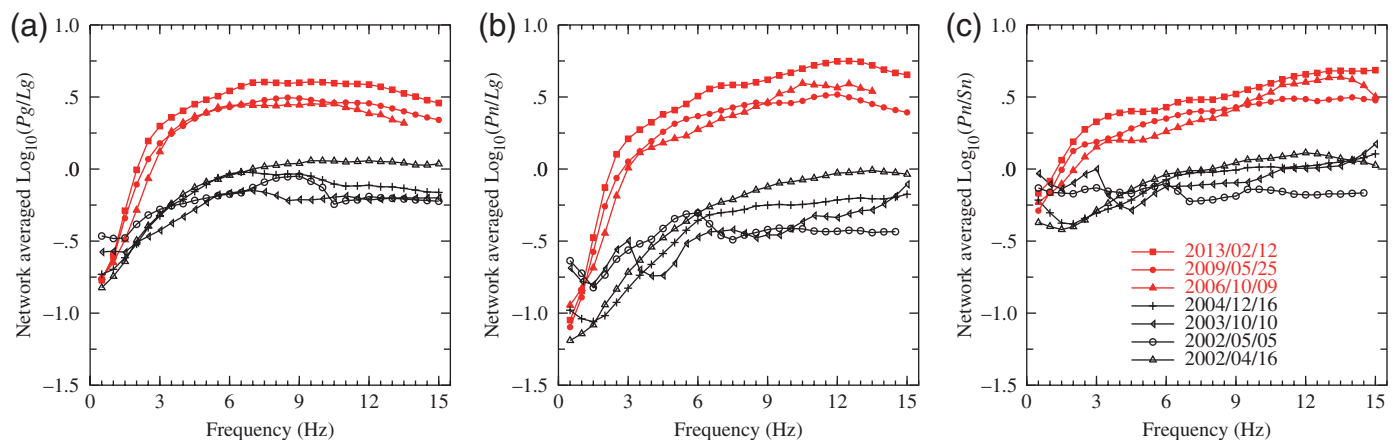 (a)
Network averaged Log10(Pg/Lg)
1.0
.5
.0
−.5
−1.0
−1.5
0 3 6 9 12 15
Frequency (Hz)
(b)
Network averaged Log10(Pn/Lg)
1.0
.5
.0
−.5
−1.0
−1.5
0 3 6 9 12 15
Frequency (Hz)
(c)
Network averaged Log10(Pn/Sn)
1.0
.5
.0
−.5
−1.0
−1.5
2013/02/12
2009/05/25
2006/10/09
2004/12/16
2003/10/10
2002/05/05
2002/04/16
0 3 6 9 12 15
Frequency (Hz)